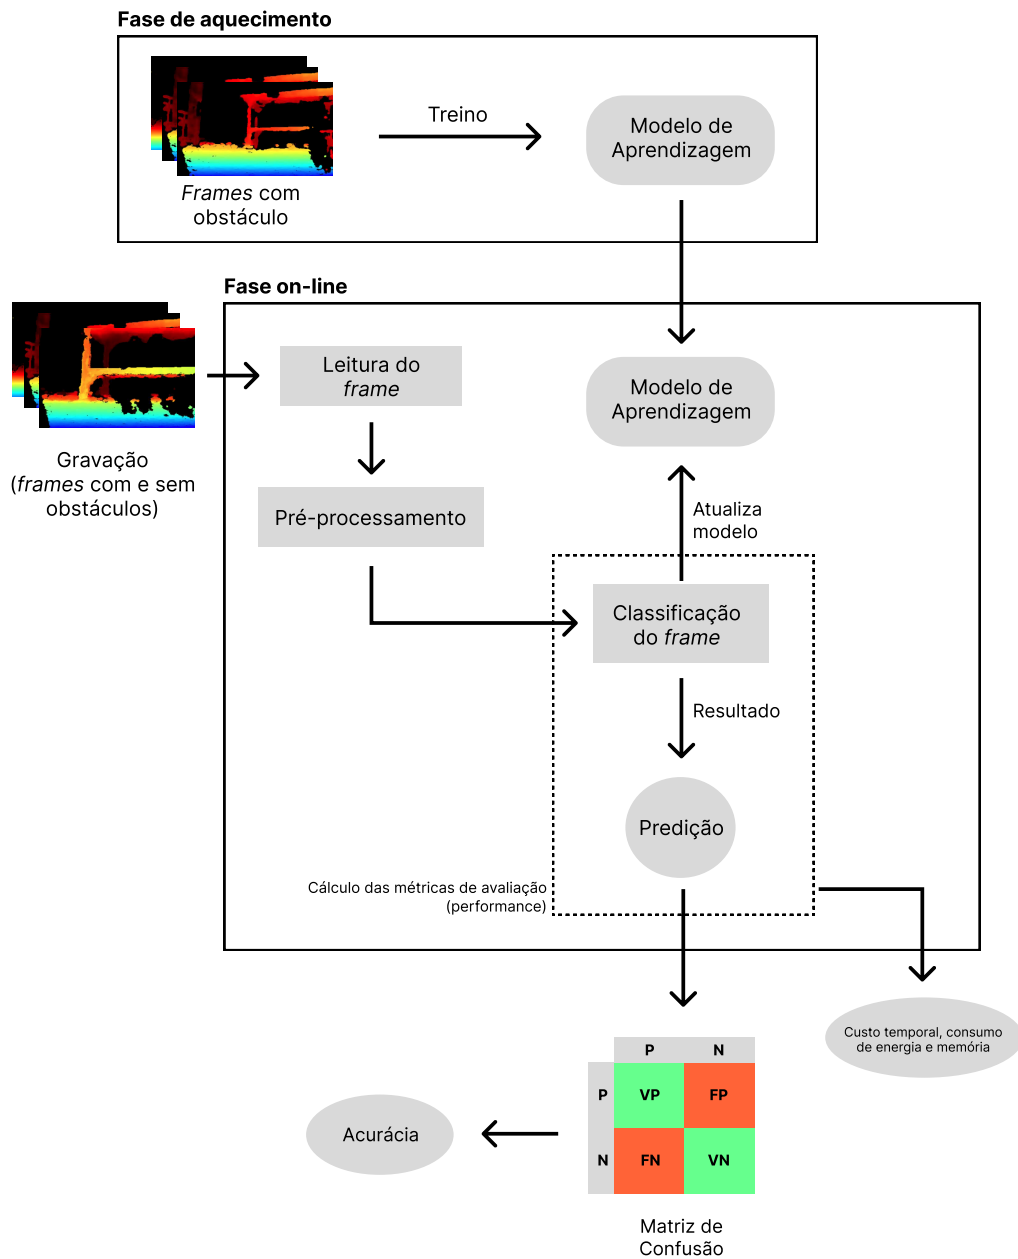 Fase de aquecimento
Treino
Modelo de
Aprendizagem
Frames com
obstáculo
Fase on-line
Leitura do
frame
Modelo de
Aprendizagem
Gravação
(frames com e sem
obstáculos)
Pré-processamento
Atualiza
modelo
Classificação
do frame
Resultado
Predição
Cálculo das métricas de avaliação
(performance)
Custo temporal, consumo
de energia e memória
P N
P VP FP
N FN VN
Acurácia
Matriz de
Confusão